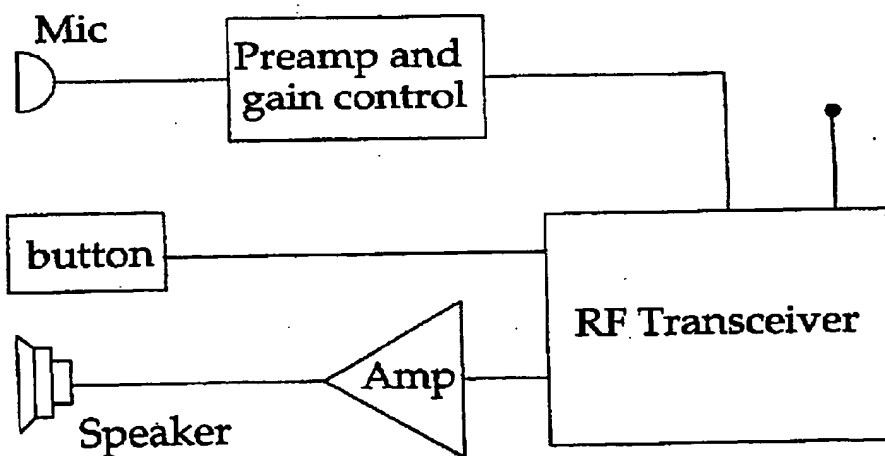 Mic
Preamp and
gain control
button
RF Transceiver
Amp
Speaker